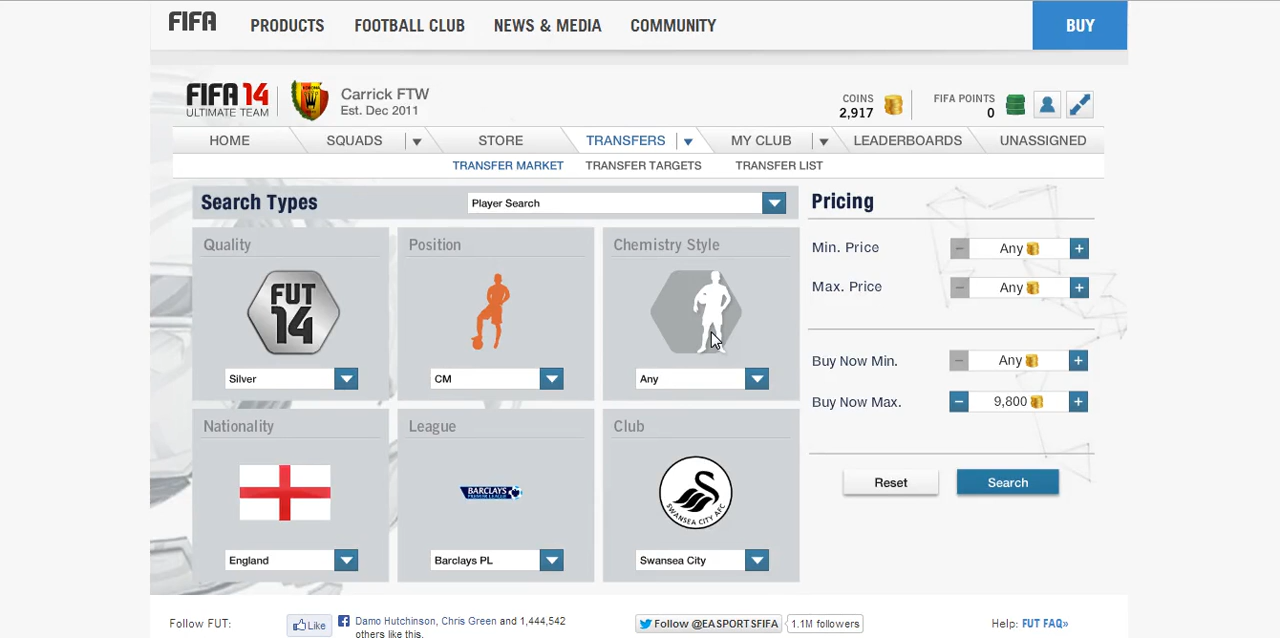 FIFA
PRODUCTS
FOOTBALL CLUB
NEWS & MEDIA
COMMUNITY
BUY
FIFA 14
ULTIMATE TEAM
Carrick FTW
Est. Dec 2011
COINS
2,917
FIFA POINTS
0
HOME
SQUADS
STORE
TRANSFERS
MY CLUB
LEADERBOARDS
UNASSIGNED
TRANSFER MARKET
TRANSFER TARGETS
TRANSFER LIST
Search Types
Player Search
Pricing
Quality
Position
Chemistry Style
FUT
14
Silver
CM
Any
Min. Price
Any
Max. Price
Any
Buy Now Min.
Any
Buy Now Max.
9,800
Nationality
League
Club
BARCLAYS
SWANSEA CITY AFC
England
Barclays PL
Swansea City
Reset
Search
Follow FUT:
Like
Damo Hutchinson, Chris Green and 1,444,542
others like this.
Follow @EASPORTSFIFA
1.1M followers
Help: FUT FAQ»